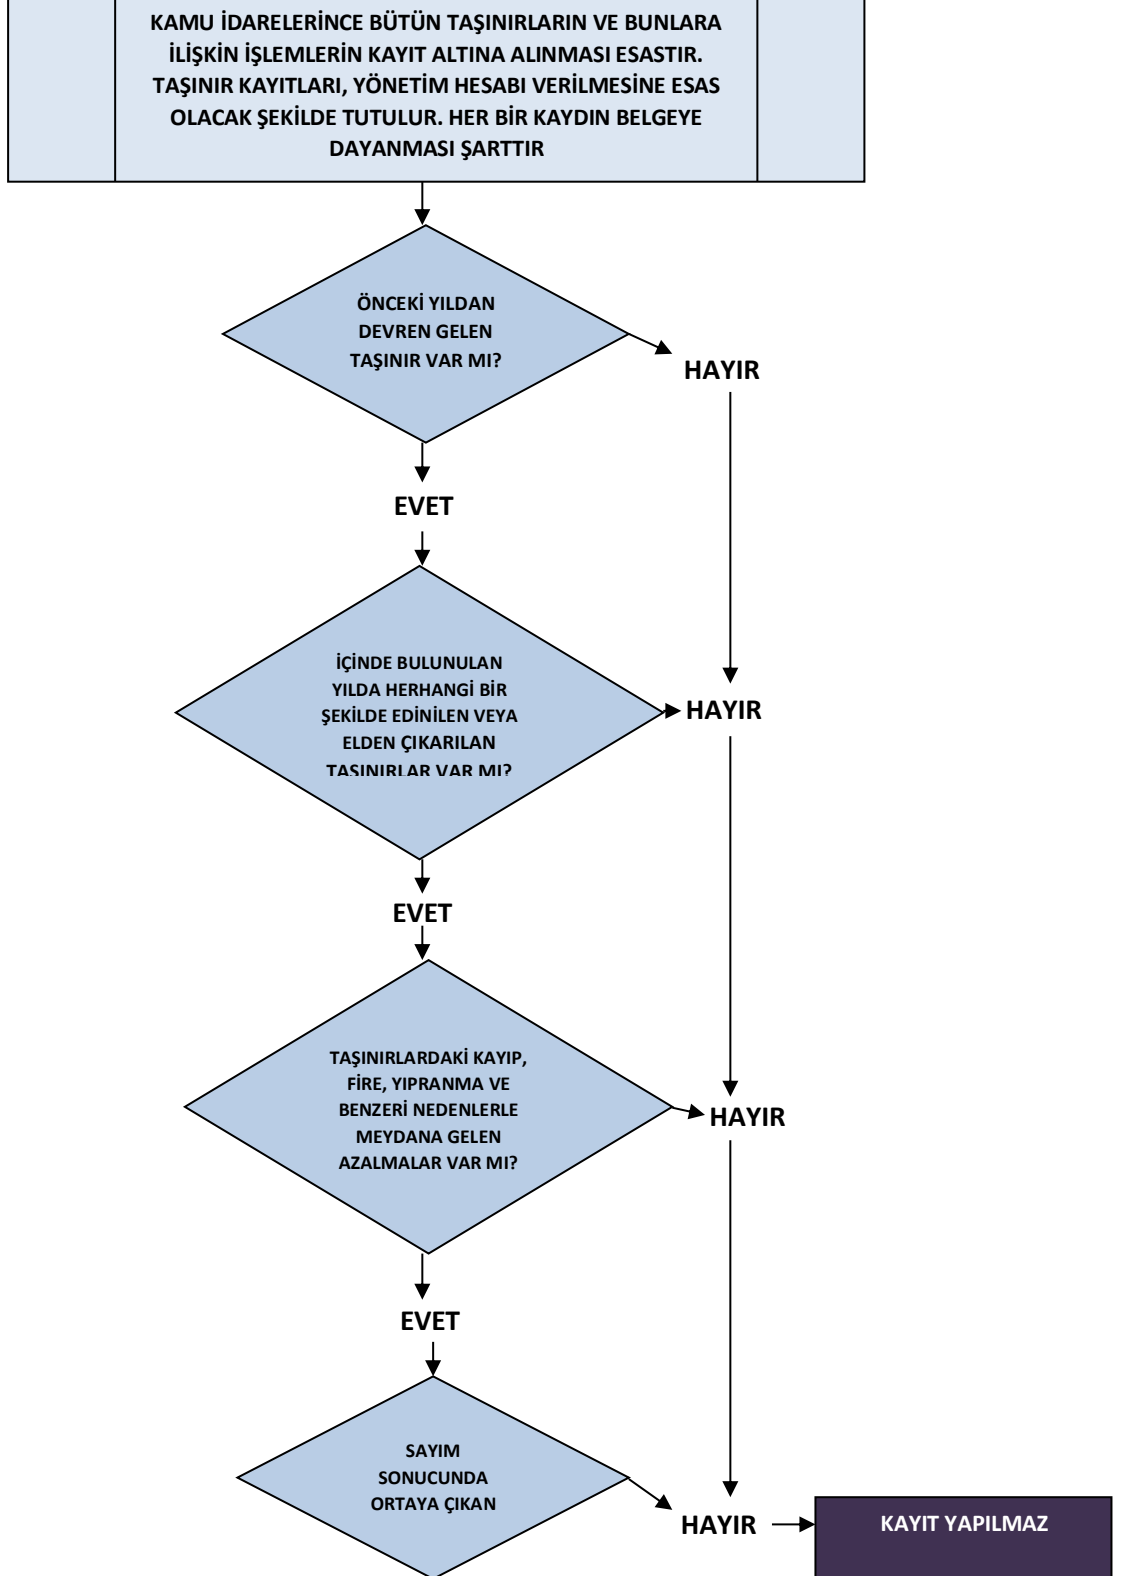 KAMU İDARELERİNCE BÜTÜN TAŞINIRLARIN VE BUNLARA
İLİŞKİN İŞLEMLERİN KAYIT ALTINA ALINMASI ESASTIR.
TAŞINIR KAYITLARI, YÖNETİM HESABI VERİLMESİNE ESAS
OLACAK ŞEKİLDE TUTULUR. HER BİR KAYDIN BELGEYE
DAYANMASI ŞARTTIR
ÖNCEKİ YILDAN
DEVREN GELEN
TAŞINIR VAR MI?
HAYIR
EVET
İÇİNDE BULUNULAN
YILDA HERHANGİ BİR
ŞEKİLDE EDİNİLEN VEYA
ELDEN ÇIKARILAN
TAŞINIRLAR VAR MI?
HAYIR
EVET
TAŞINIRLARDAKİ KAYIP,
FİRE, YIPRANMA VE
BENZERİ NEDENLERLE
MEYDANA GELEN
AZALMALAR VAR MI?
HAYIR
EVET
SAYIM
SONUCUNDA
ORTAYA ÇIKAN
HAYIR
KAYIT YAPILMAZ